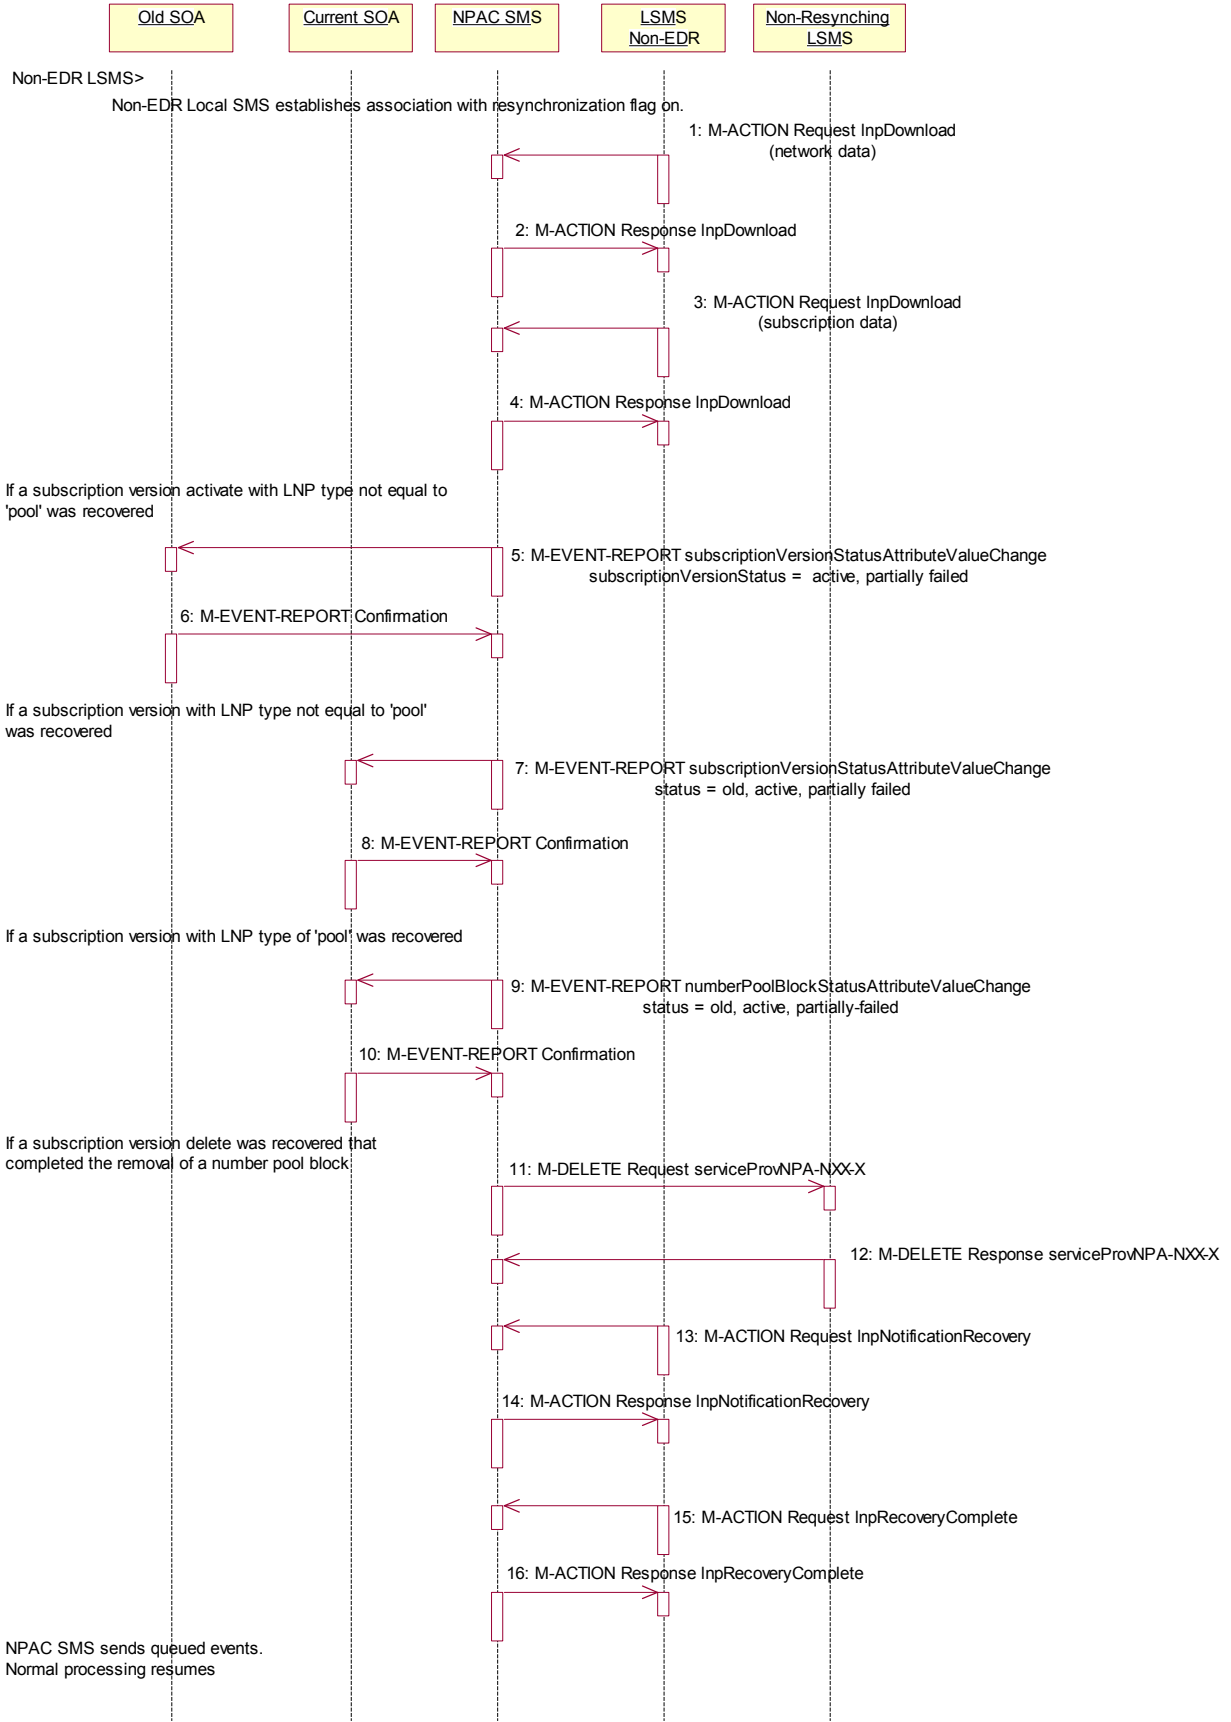 Old SOA
Current SOA
NPAC SMS
LSMS
Non-EDR
Non-Resynching
LSMS
Non-EDR LSMS>
Non-EDR Local SMS establishes association with resynchronization flag on.
1: M-ACTION Request lnpDownload
(network data)
2: M-ACTION Response lnpDownload
3: M-ACTION Request lnpDownload
(subscription data)
4: M-ACTION Response lnpDownload
If a subscription version activate with LNP type not equal to
'pool' was recovered
5: M-EVENT-REPORT subscriptionVersionStatusAttributeValueChange
subscriptionVersionStatus = active, partially failed
6: M-EVENT-REPORT Confirmation
If a subscription version with LNP type not equal to 'pool'
was recovered
7: M-EVENT-REPORT subscriptionVersionStatusAttributeValueChange
status = old, active, partially failed
8: M-EVENT-REPORT Confirmation
If a subscription version with LNP type of 'pool' was recovered
9: M-EVENT-REPORT numberPoolBlockStatusAttributeValueChange
status = old, active, partially-failed
10: M-EVENT-REPORT Confirmation
If a subscription version delete was recovered that
completed the removal of a number pool block
11: M-DELETE Request serviceProvNPA-NXX-X
12: M-DELETE Response serviceProvNPA-NXX-X
13: M-ACTION Request lnpNotificationRecovery
14: M-ACTION Response lnpNotificationRecovery
15: M-ACTION Request lnpRecoveryComplete
16: M-ACTION Response lnpRecoveryComplete
NPAC SMS sends queued events.
Normal processing resumes